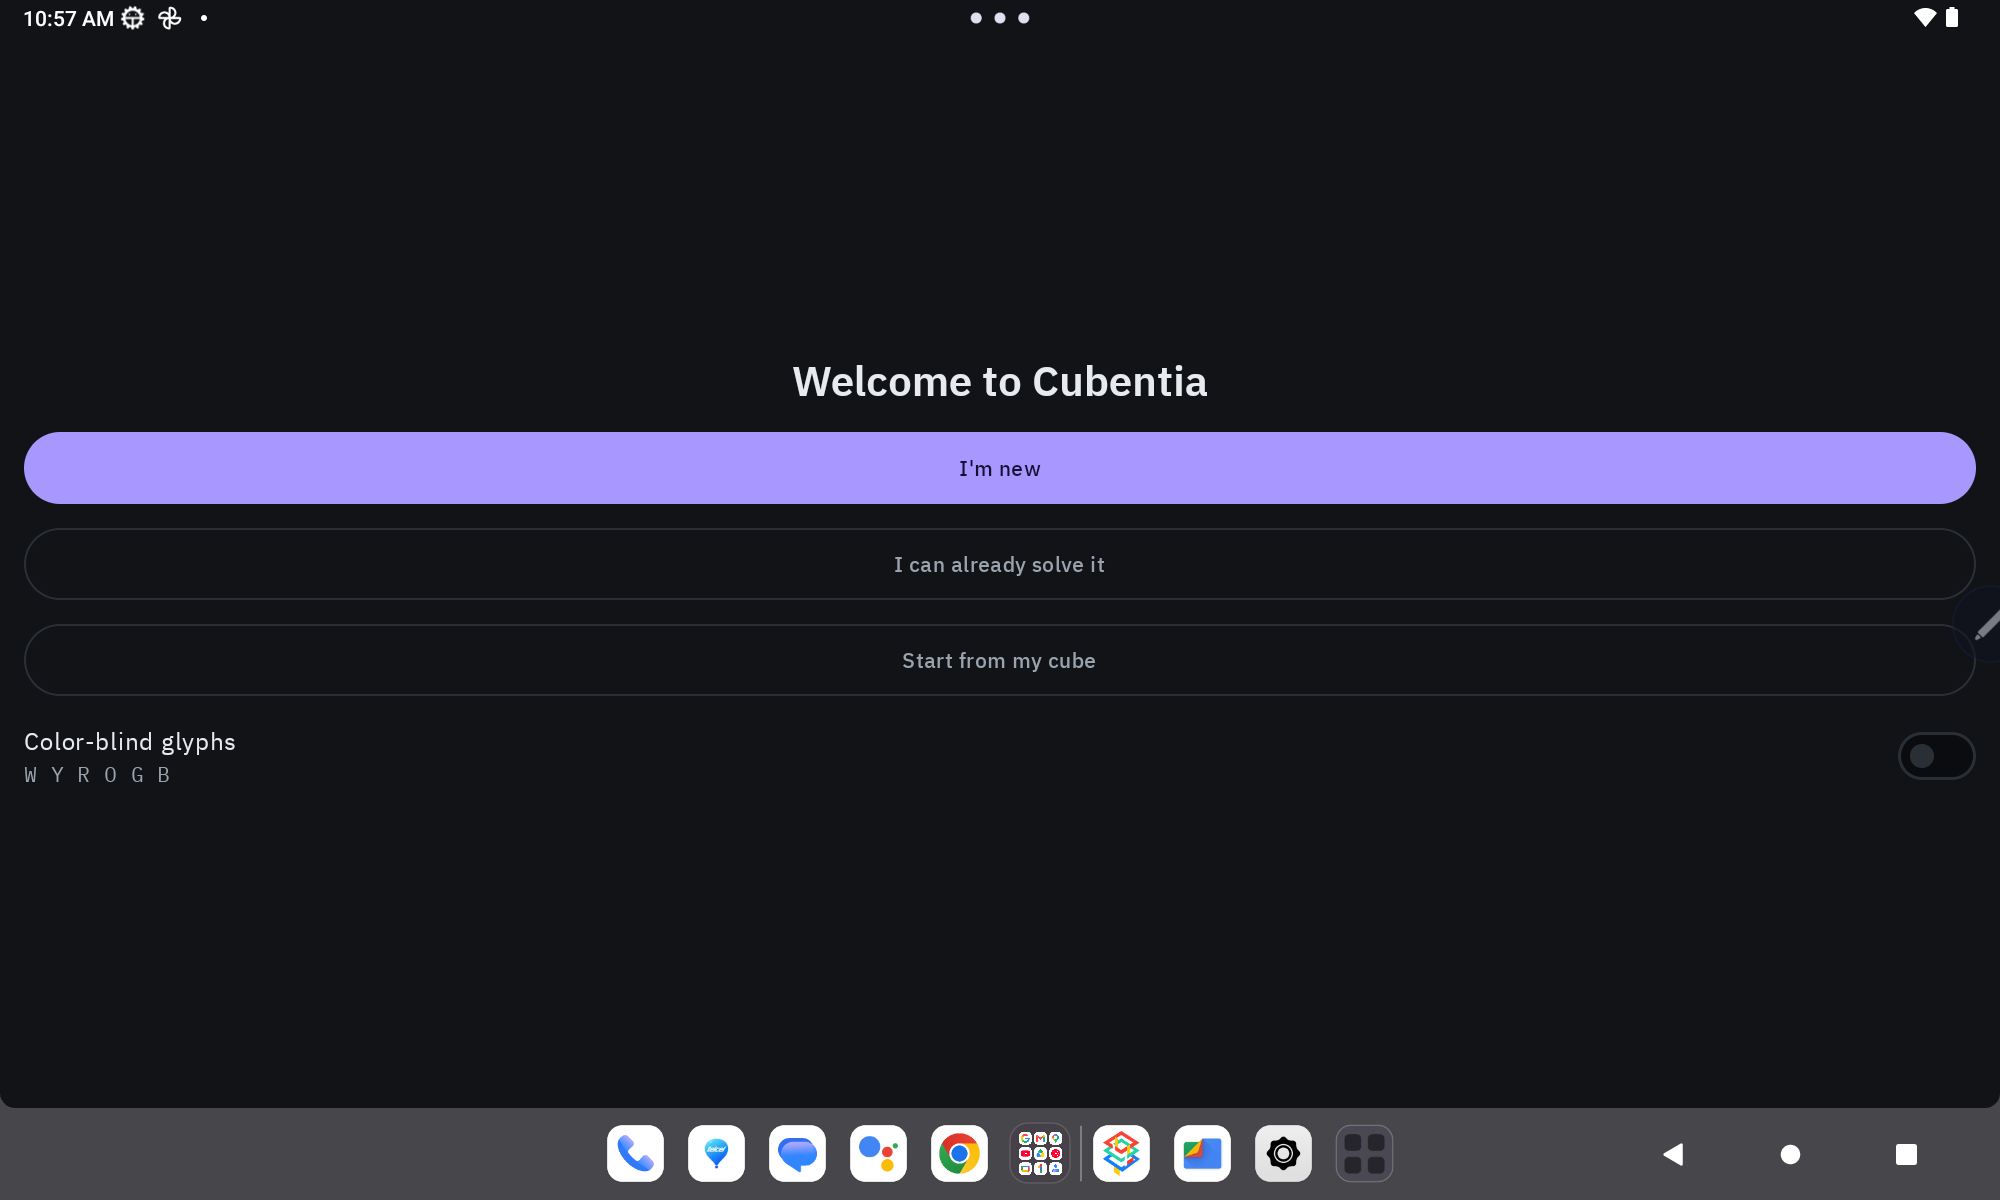 10:57 AM
Welcome to Cubentia
I'm new
I can already solve it
Start from my cube
Color-blind glyphs
W Y R O G B